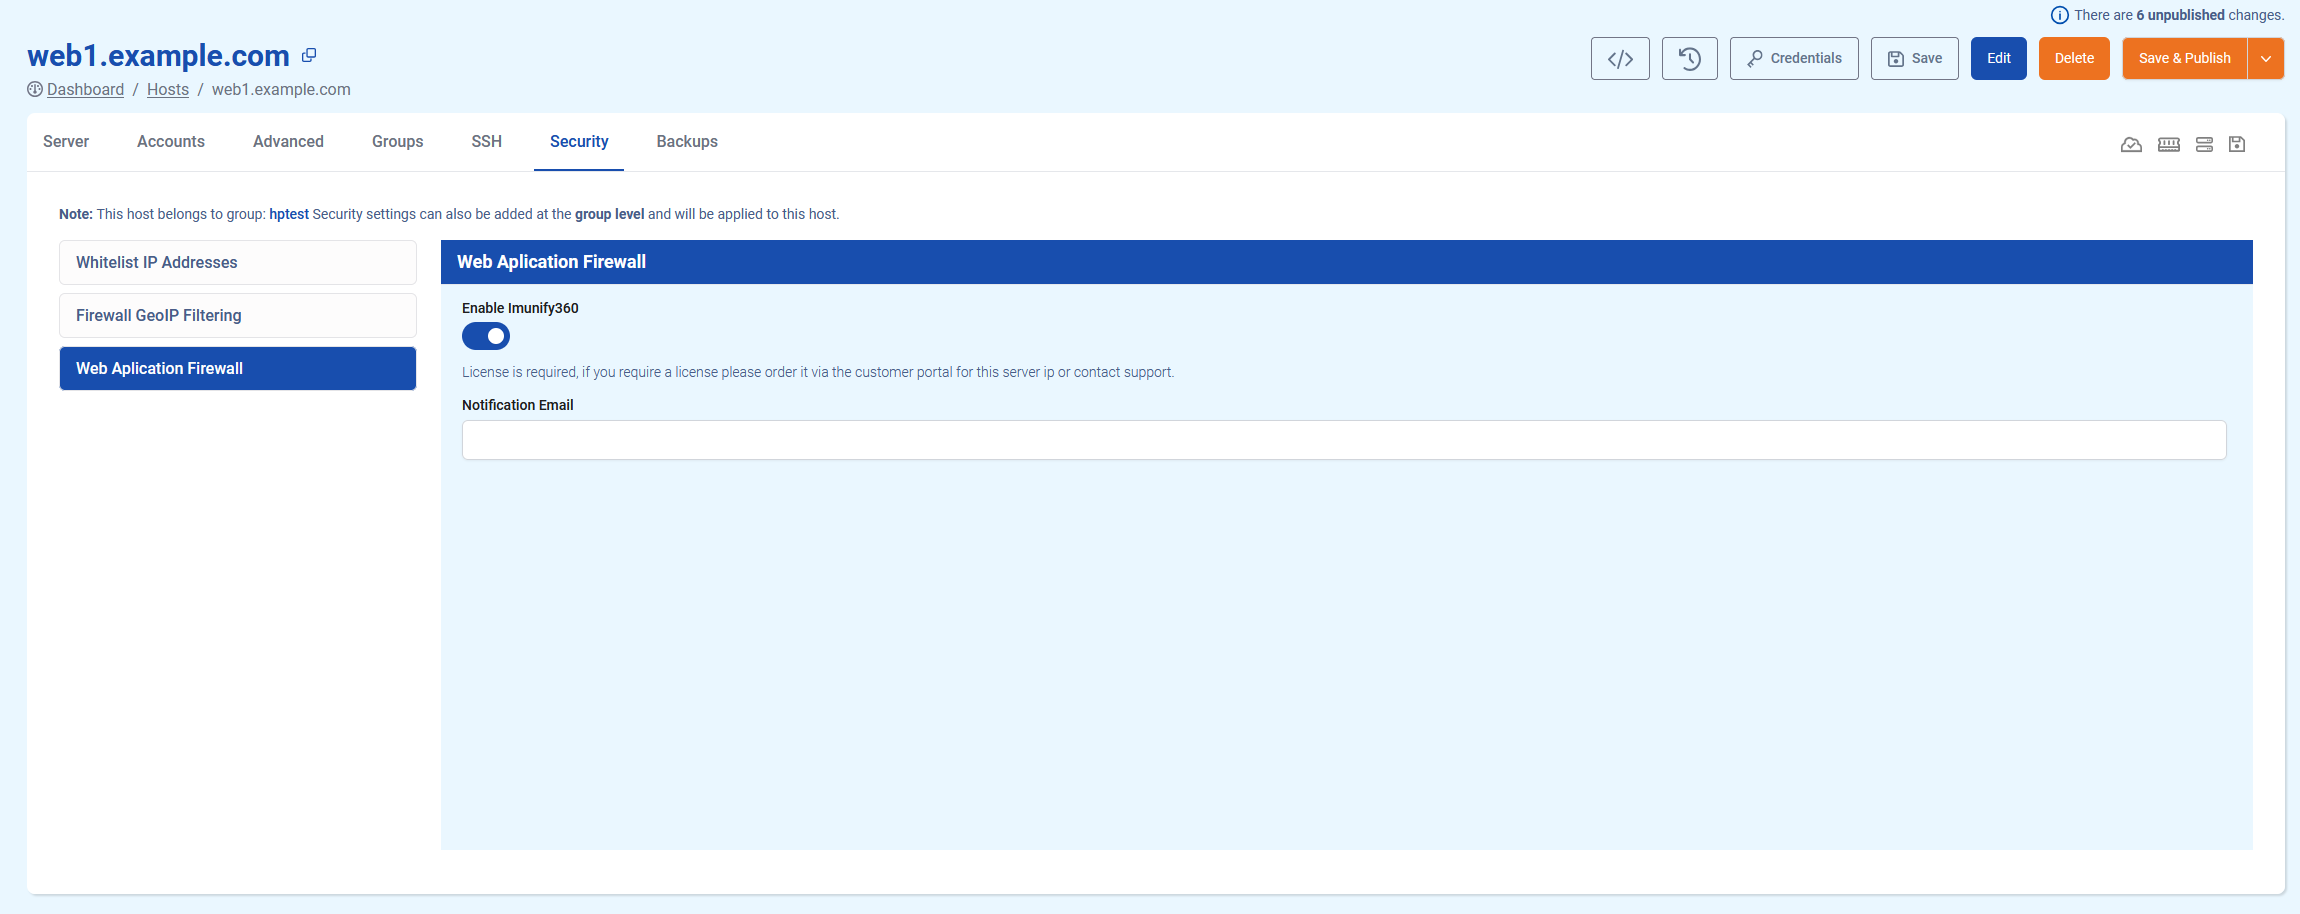 There are 6 unpublished changes.
web1.example.com
Credentials Save Edit Delete Save & Publish
Dashboard / Hosts / web1.example.com
Server Accounts Advanced Groups SSH Security Backups
Note: This host belongs to group: hptest Security settings can also be added at the group level and will be applied to this host.
Whitelist IP Addresses
Firewall GeoIP Filtering
Web Aplication Firewall
Web Aplication Firewall
Enable Imunify360
License is required, if you require a license please order it via the customer portal for this server ip or contact support.
Notification Email